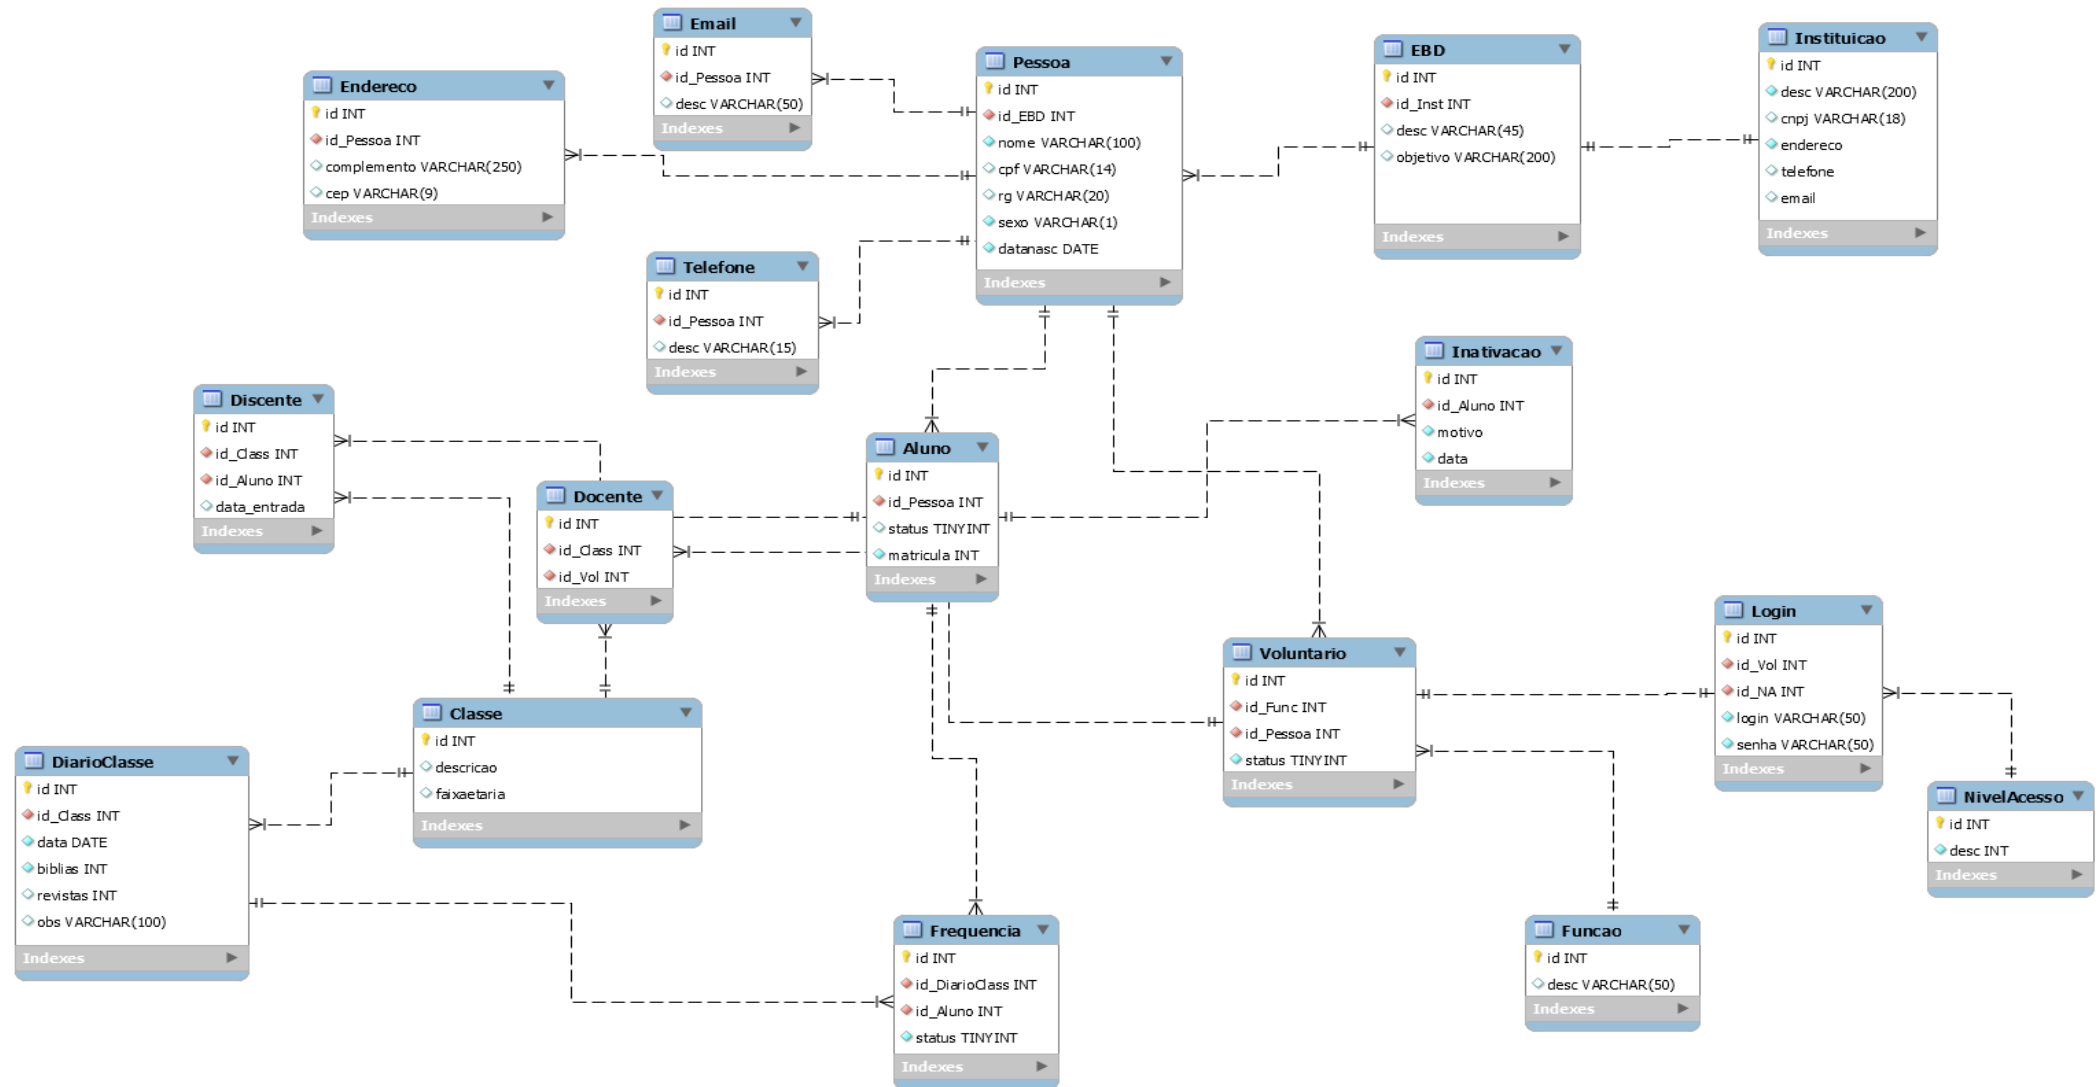 Email
id INT
id_Pessoa INT
desc VARCHAR(50)
Indexes
Endereco
id INT
id_Pessoa INT
complemento VARCHAR(250)
cep VARCHAR(9)
Indexes
Pessoa
id INT
id_EBD INT
nome VARCHAR(100)
cpf VARCHAR(14)
rg VARCHAR(20)
sexo VARCHAR(1)
datanasc DATE
Indexes
EBD
id INT
id_Inst INT
desc VARCHAR(45)
objetivo VARCHAR(200)
Indexes
Instituicao
id INT
desc VARCHAR(200)
cnpj VARCHAR(18)
endereco
telefone
email
Indexes
Telefone
id INT
id_Pessoa INT
desc VARCHAR(15)
Indexes
Inativacao
id INT
id_Aluno INT
motivo
data
Indexes
Discente
id INT
id_Class INT
id_Aluno INT
data_entrada
Indexes
Docente
id INT
id_Class INT
id_Vol INT
Indexes
Aluno
id INT
id_Pessoa INT
status TINYINT
matricula INT
Indexes
Voluntario
id INT
id_Func INT
id_Pessoa INT
status TINYINT
Indexes
Login
id INT
id_Vol INT
id_NA INT
login VARCHAR(50)
senha VARCHAR(50)
Indexes
Classe
id INT
descricao
faixaetaria
Indexes
DiarioClasse
id INT
id_Class INT
data DATE
biblias INT
revistas INT
obs VARCHAR(100)
Indexes
NivelAcesso
id INT
desc INT
Indexes
Frequencia
id INT
id_DiarioClass INT
id_Aluno INT
status TINYINT
Indexes
Funcao
id INT
desc VARCHAR(50)
Indexes